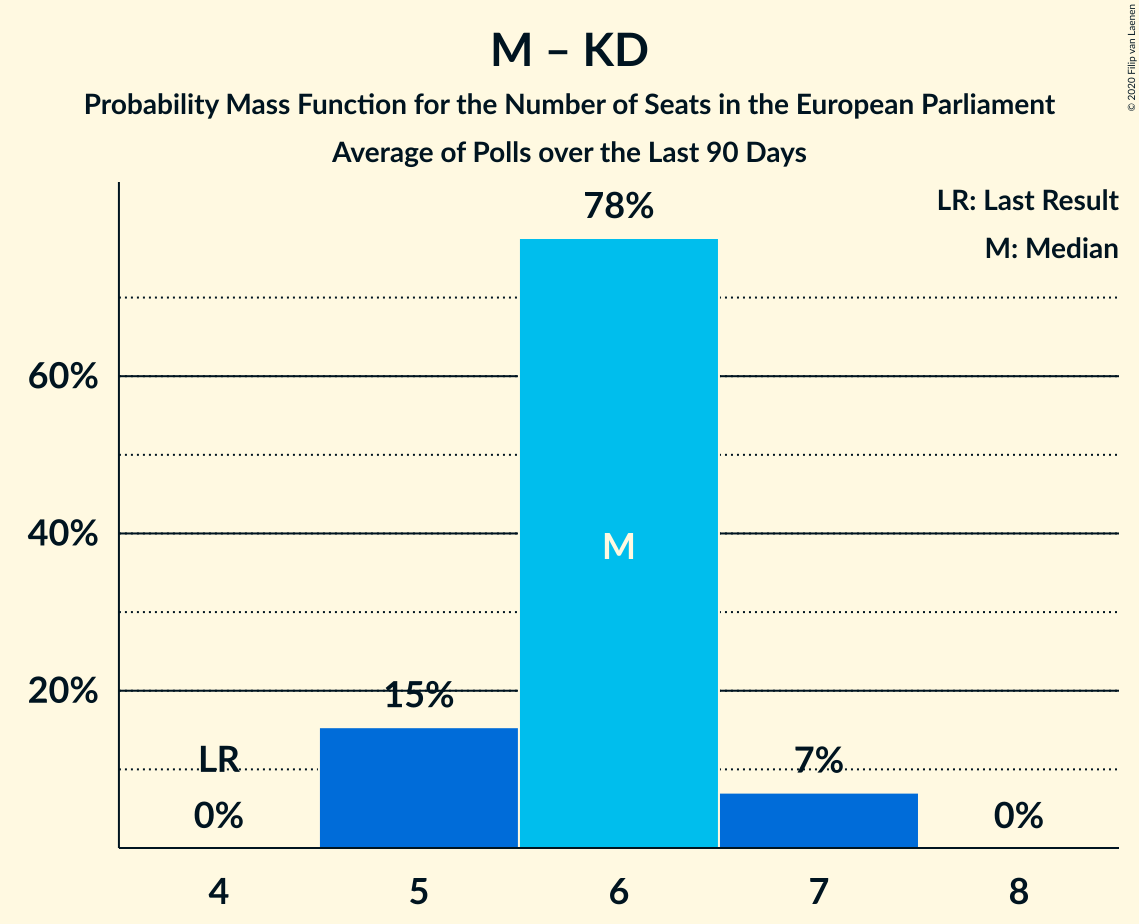 M – KD
Probability Mass Function for the Number of Seats in the European Parliament
Average of Polls over the Last 90 Days
© 2020 Filip van Laenen
LR: Last Result
M: Median
78%
60%
40%
20%
M
15%
LR
7%
0%
0%
4
5
6
7
8